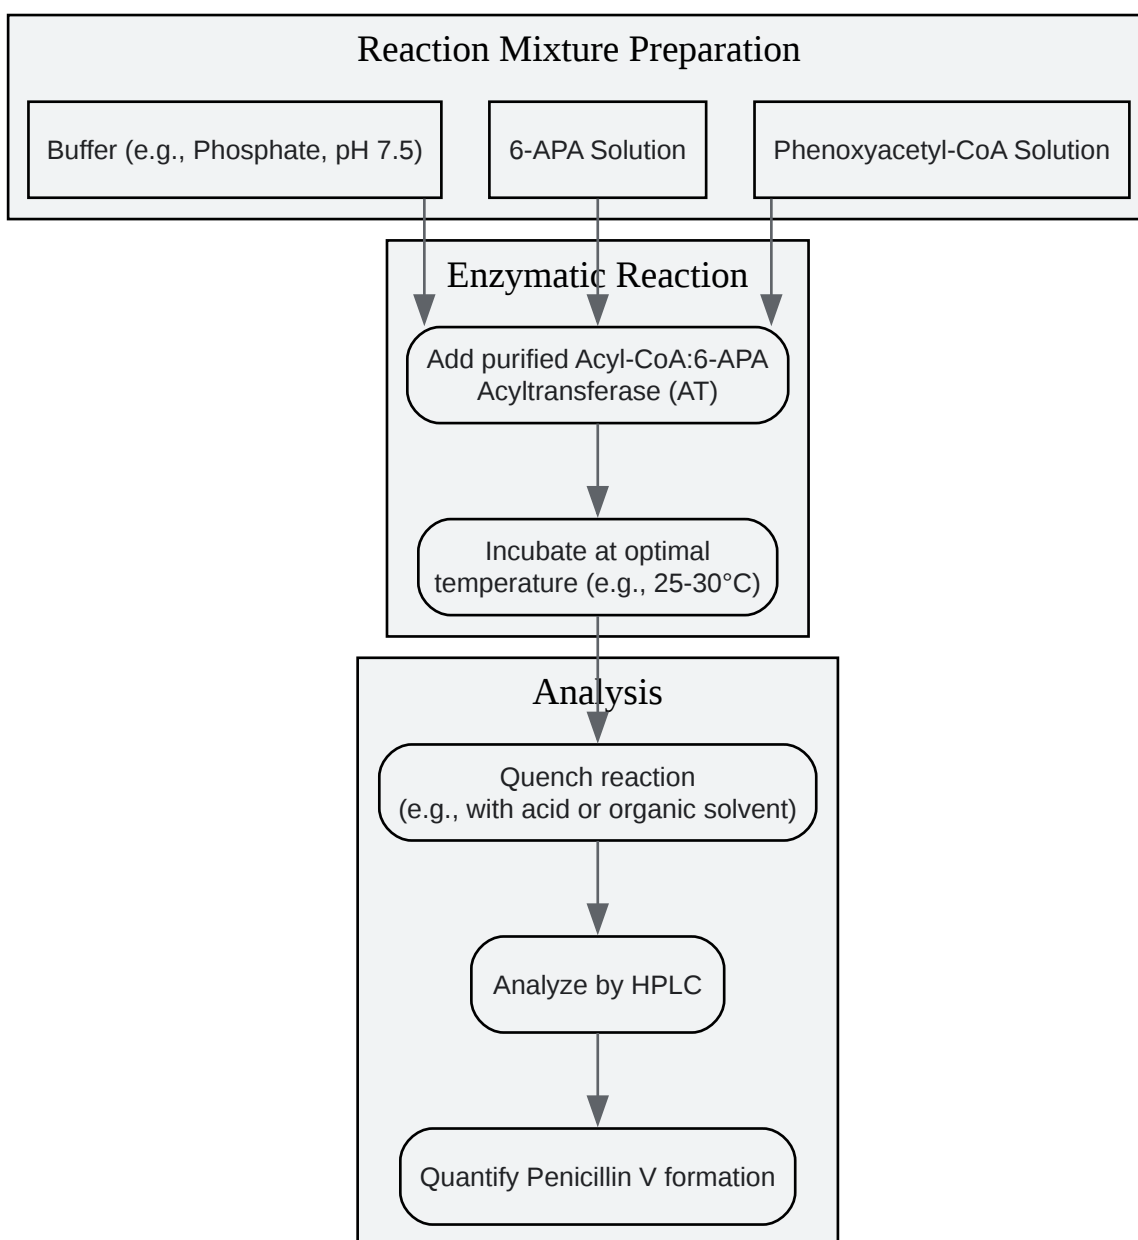 Reaction Mixture Preparation
Buffer (e.g., Phosphate, pH 7.5)
6-APA Solution
Phenoxyacetyl-CoA Solution
Enzymatic Reaction
Add purified Acyl-CoA:6-APA
Acyltransferase (AT)
Incubate at optimal
temperature (e.g., 25-30°C)
Analysis
Quench reaction
(e.g., with acid or organic solvent)
Analyze by HPLC
Quantify Penicillin V formation